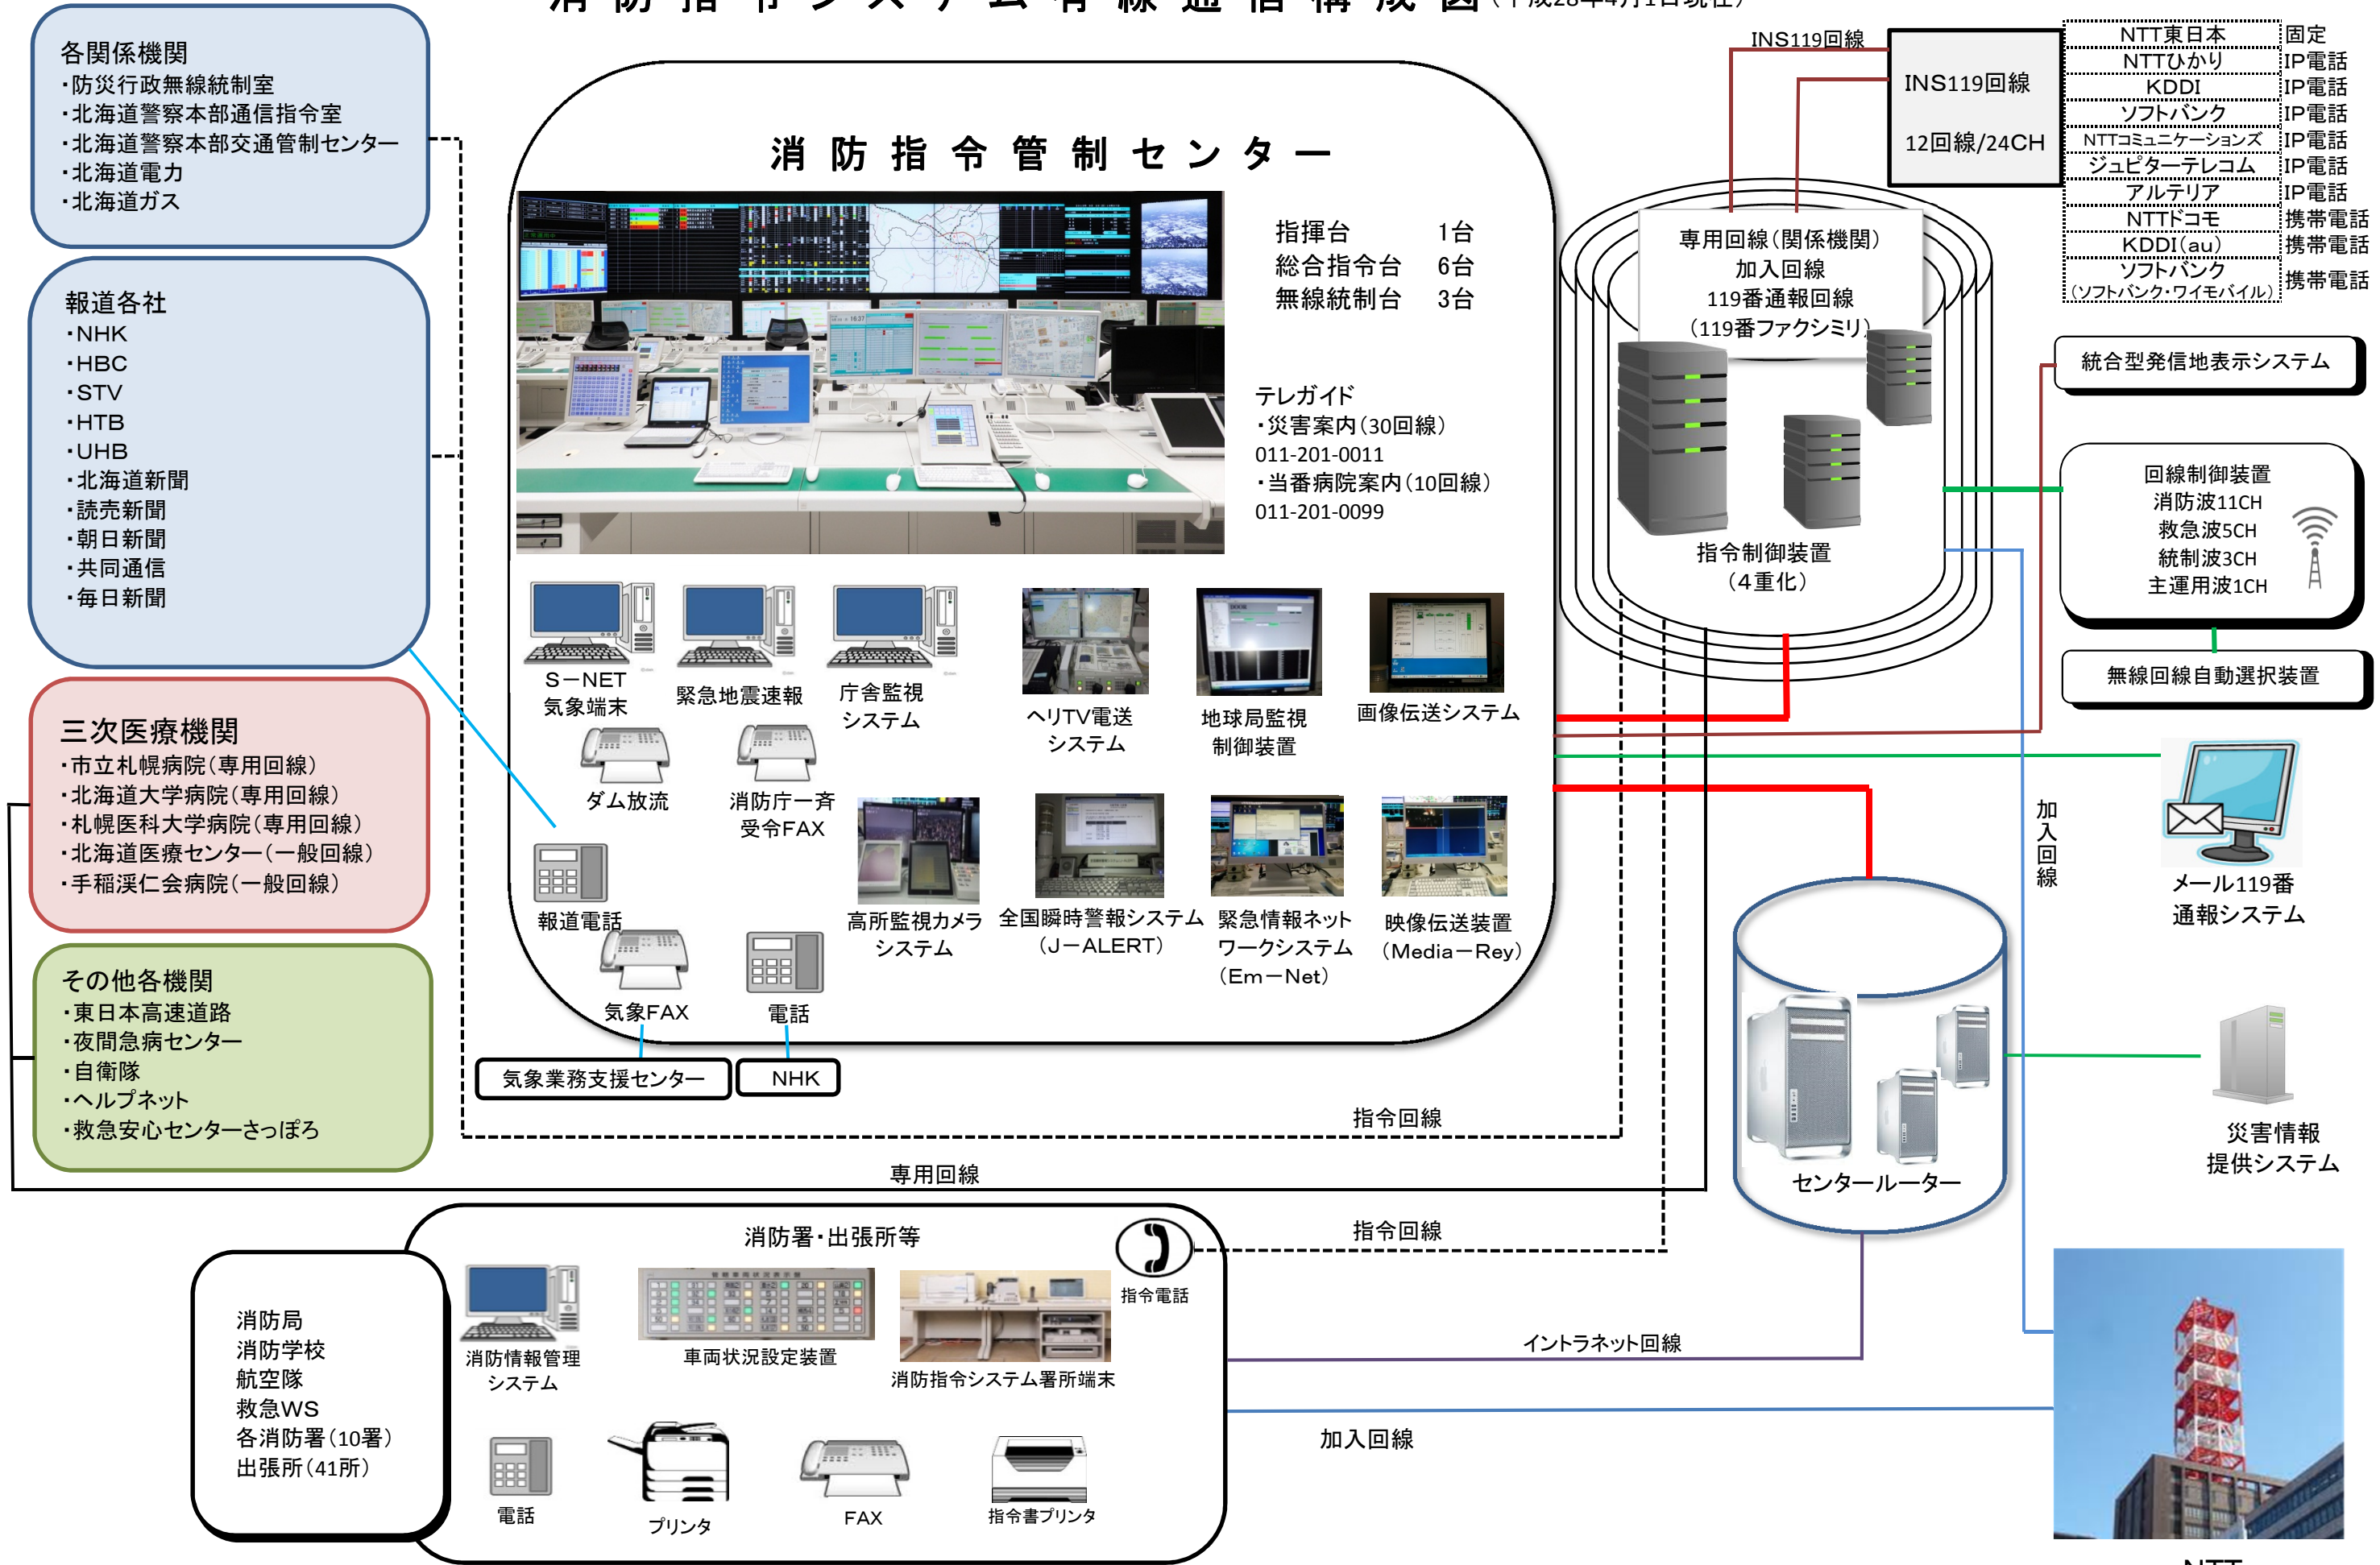 消防指令システム有線通信構成図(平成28年4月1日現在)
各関係機関
・防災行政無線統制室
・北海道警察本部通信指令室
・北海道警察本部交通管制センター
・北海道電力
・北海道ガス
報道各社
・NHK
・HBC
・STV
・HTB
・UHB
・北海道新聞
・読売新聞
・朝日新聞
・共同通信
・毎日新聞
三次医療機関
・市立札幌病院(専用回線)
・北海道大学病院(専用回線)
・札幌医科大学病院(専用回線)
・北海道医療センター(一般回線)
・手稲渓仁会病院(一般回線)
その他各機関
・東日本高速道路
・夜間急病センター
・自衛隊
・ヘルプネット
・救急安心センターさっぽろ
消防指令管制センター
指揮台 1台
総合指令台 6台
無線統制台 3台
テレガイド
・災害案内(30回線)
011-201-0011
・当番病院案内(10回線)
011-201-0099
S-NET
気象端末
緊急地震速報
庁舎監視
システム
ヘリTV電送
システム
地球局監視
制御装置
画像伝送システム
ダム放流
消防庁一斉
受令FAX
報道電話
高所監視カメラ
システム
全国瞬時警報システム
(J-ALERT)
緊急情報ネット
ワークシステム
(Em-Net)
映像伝送装置
(Media-Rey)
気象FAX
電話
気象業務支援センター
NHK
INS119回線
INS119回線
12回線/24CH
NTT東日本 固定
NTTひかり IP電話
KDDI IP電話
ソフトバンク IP電話
NTTコミュニケーションズ IP電話
ジュピターテレコム IP電話
アルテリア IP電話
NTTドコモ 携帯電話
KDDI(au) 携帯電話
ソフトバンク
(ソフトバンク・ワイモバイル) 携帯電話
専用回線(関係機関)
加入回線
119番通報回線
(119番ファクシミリ)
指令制御装置
(4重化)
統合型発信地表示システム
回線制御装置
消防波11CH
救急波5CH
統制波3CH
主運用波1CH
無線回線自動選択装置
加入回線
メール119番
通報システム
センタールーター
災害情報
提供システム
指令回線
専用回線
指令回線
イントラネット回線
加入回線
消防署・出張所等
指令電話
消防情報管理
システム
車両状況設定装置
消防指令システム署所端末
電話
プリンタ
FAX
指令書プリンタ
消防局
消防学校
航空隊
救急WS
各消防署(10署)
出張所(41所)
NTT